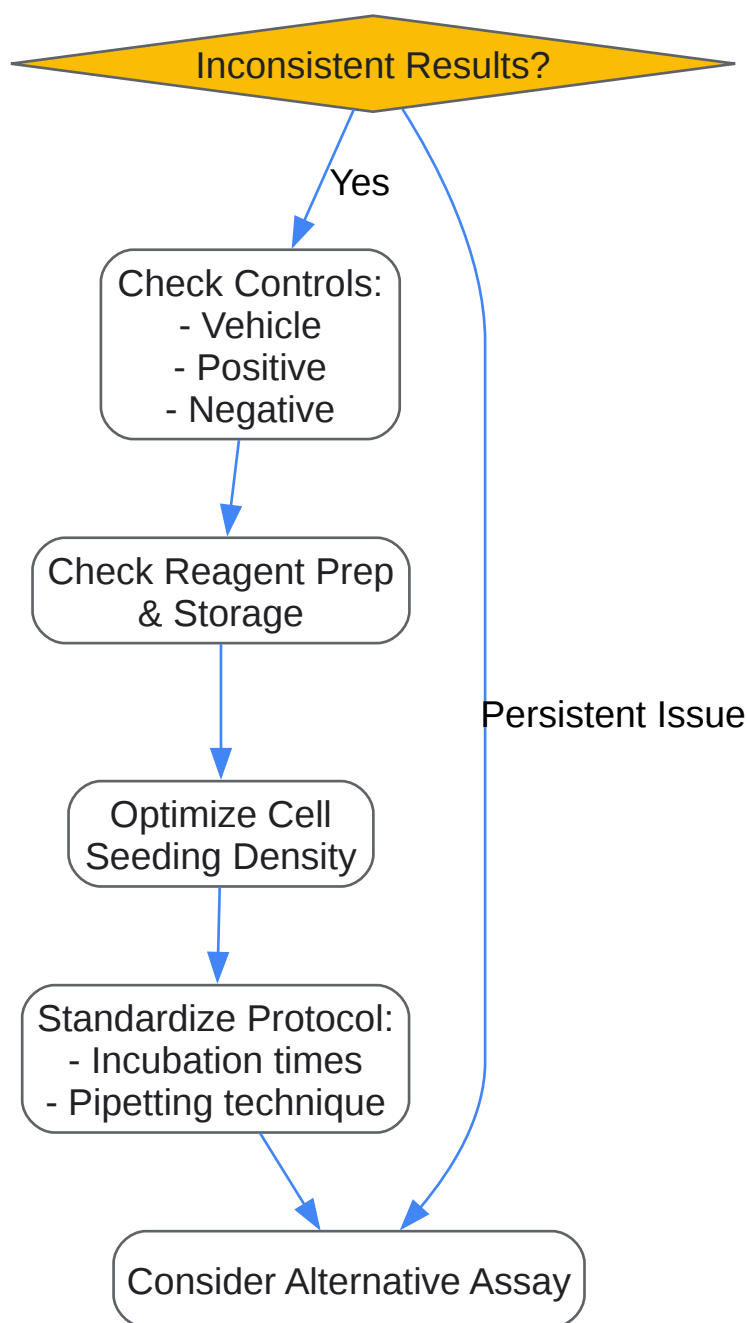 Inconsistent Results?
Yes
Check Controls:
- Vehicle
- Positive
- Negative
Check Reagent Prep
& Storage
Persistent Issue
Optimize Cell
Seeding Density
Standardize Protocol:
- Incubation times
- Pipetting technique
Consider Alternative Assay